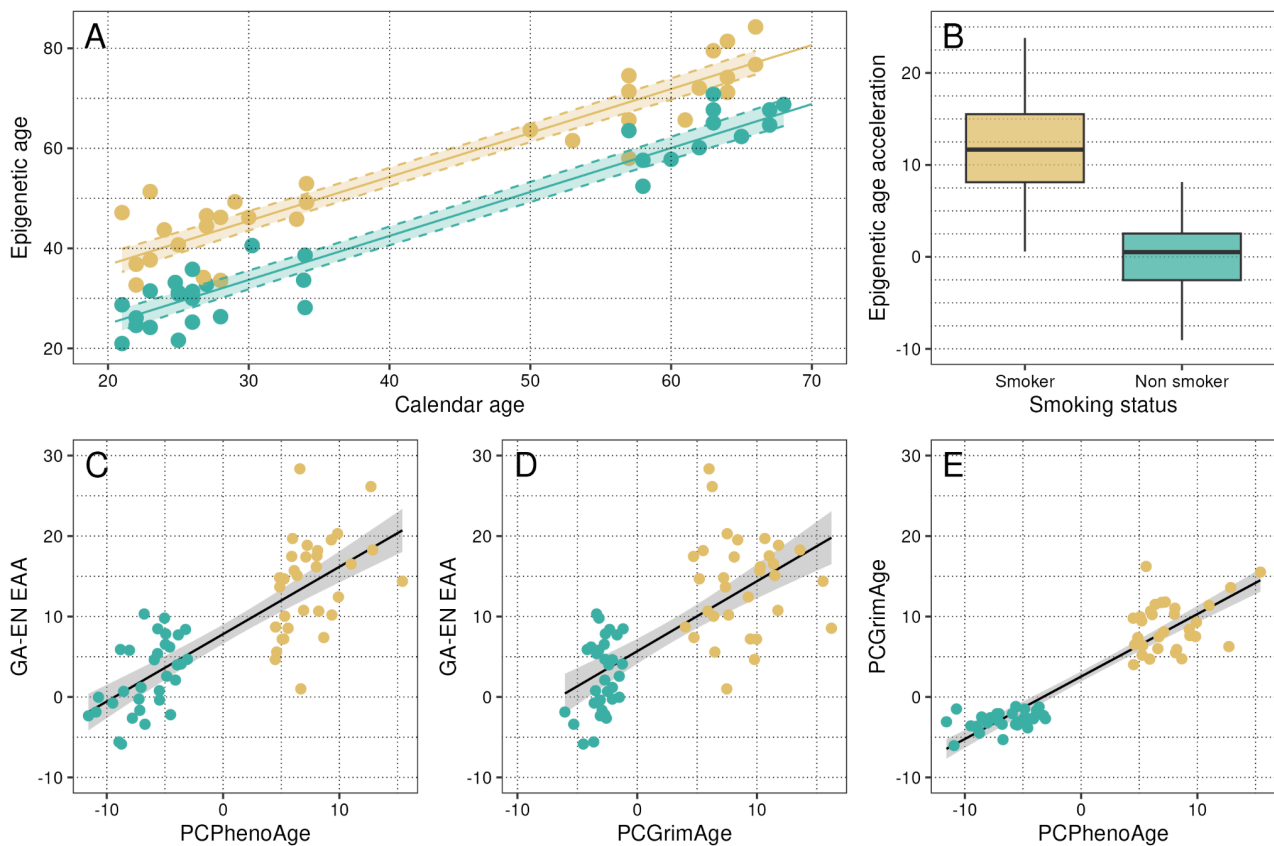 A
Epigenetic age
80
60
40
20
20 30 40 50 60 70
Calendar age
B
Epigenetic age acceleration
20
10
0
-10
Smoker Non smoker
Smoking status
C
GA-EN EAA
30
20
10
0
-10
-10 0 10
PCPhenoAge
D
GA-EN EAA
30
20
10
0
-10
-10 0 10
PCGrimAge
E
PCGrimAge
30
20
10
0
-10
-10 0 10
PCPhenoAge